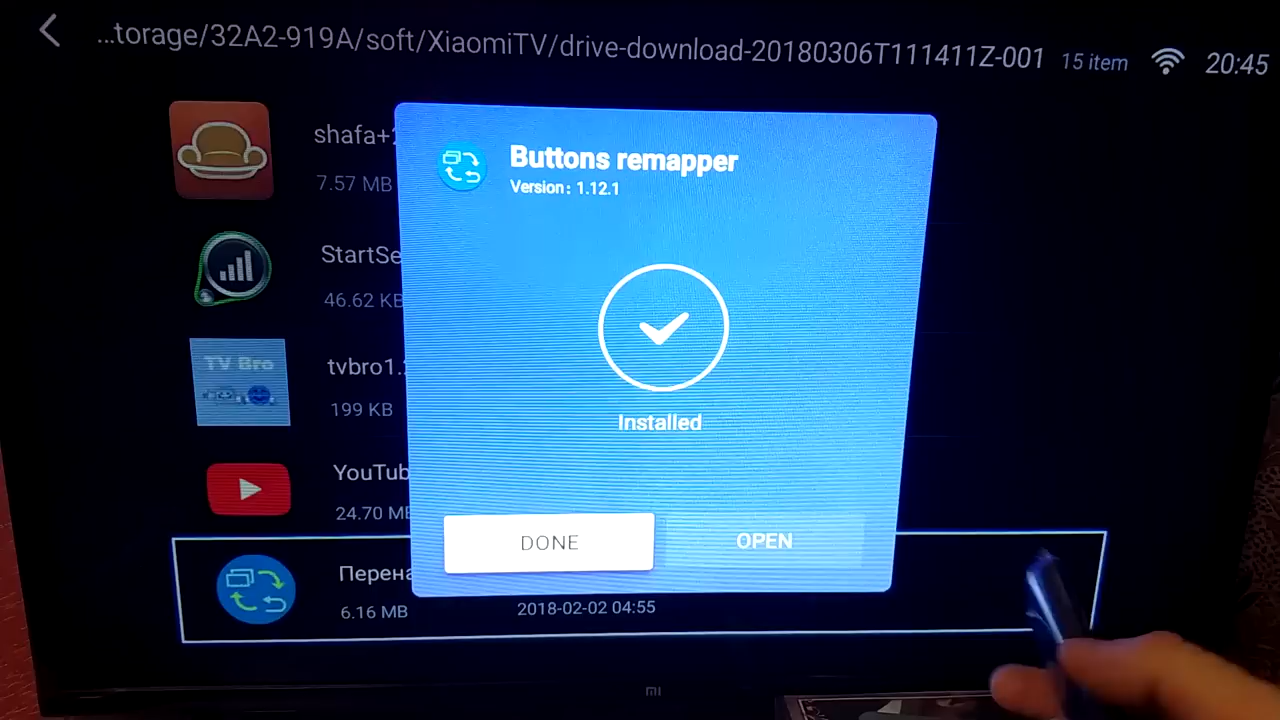 ...torage/32A2-919A/soft/XiaomiTV/drive-download-20180306T111411Z-001 15 item 20:45
shafa+
7.57 MB
Buttons remapper
Version: 1.12.1
StartSe
46.62 KB
TV Bro
tvbro1.
199 KB
Installed
YouTub
24.70 M
DONE OPEN
Перена
6.16 MB 2018-02-02 04:55
mi